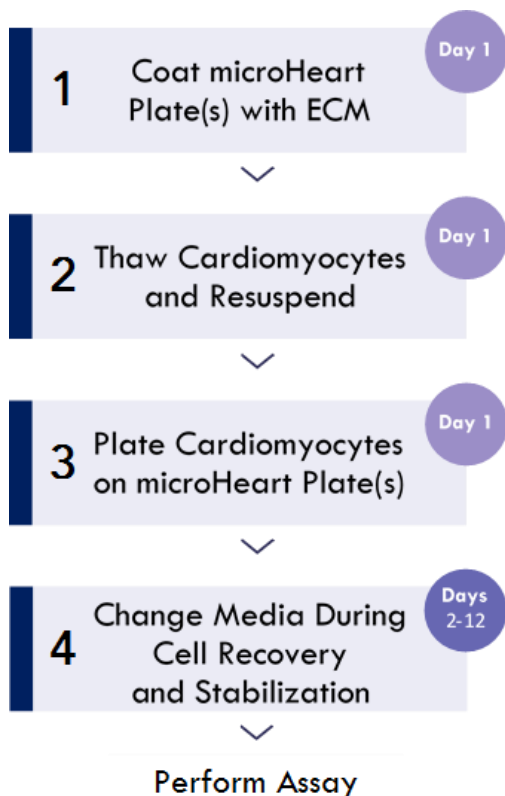 Day 1
1
Coat microHeart
Plate(s) with ECM
Day 1
2
Thaw Cardiomyocytes
and Resuspend
Day 1
3
Plate Cardiomyocytes
on microHeart Plate(s)
Days
2-12
4
Change Media During
Cell Recovery
and Stabilization
Perform Assay